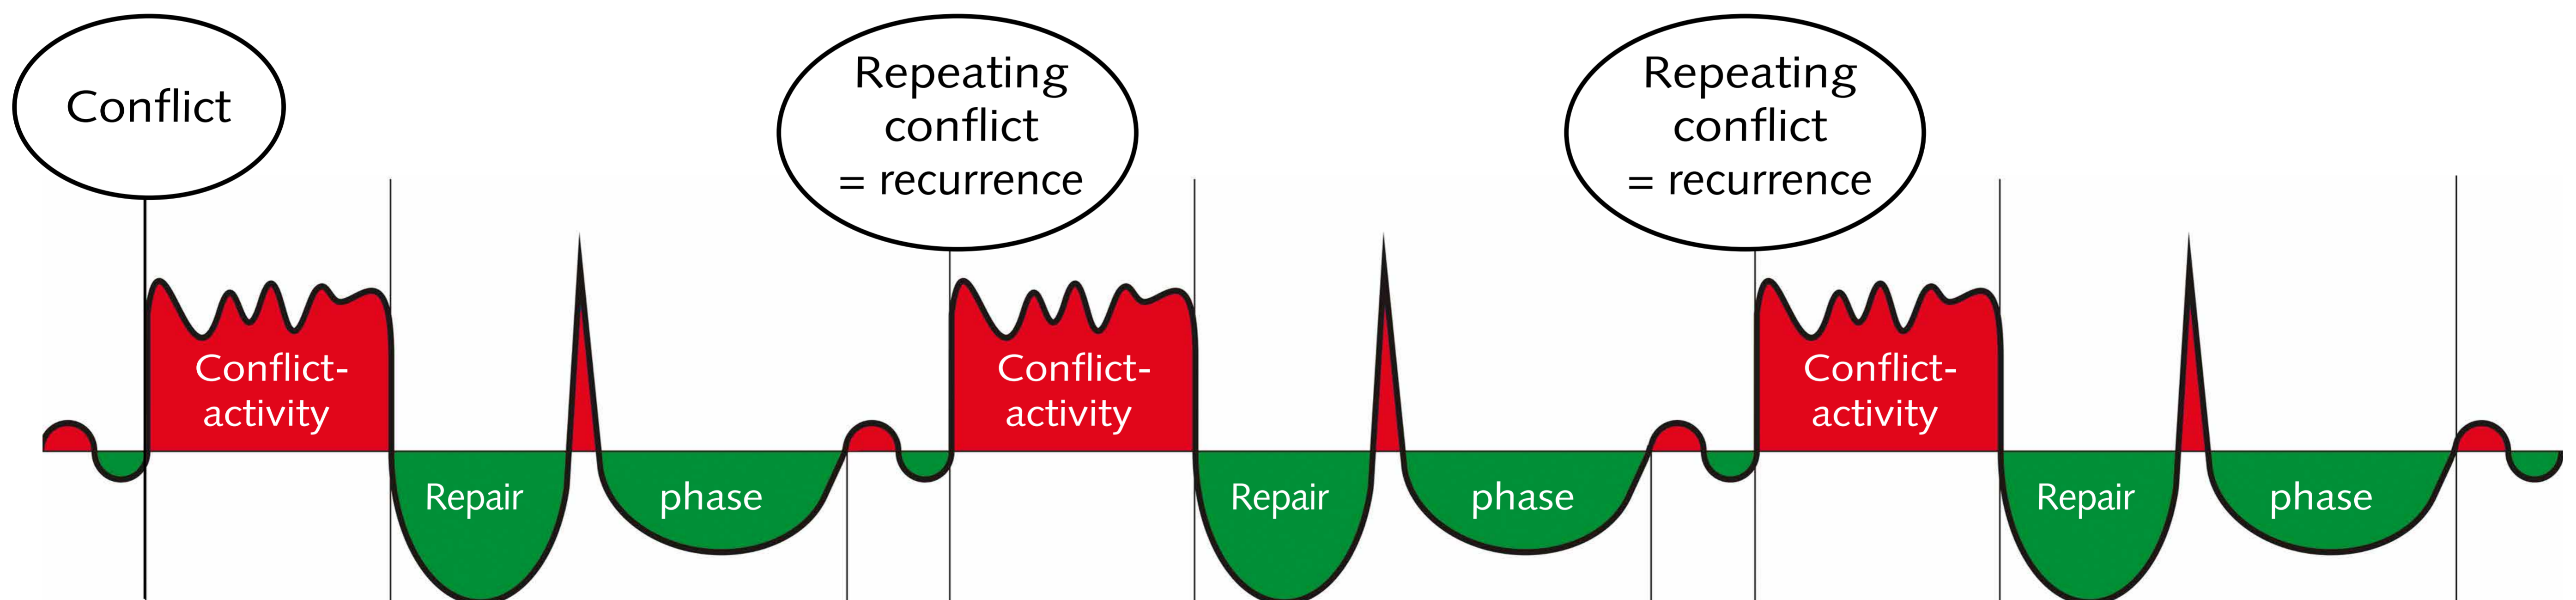 Conflict
Repeating
conflict
= recurrence
Repeating
conflict
= recurrence
Conflict-
activity
Repair
phase
Conflict-
activity
Repair
phase
Conflict-
activity
Repair
phase